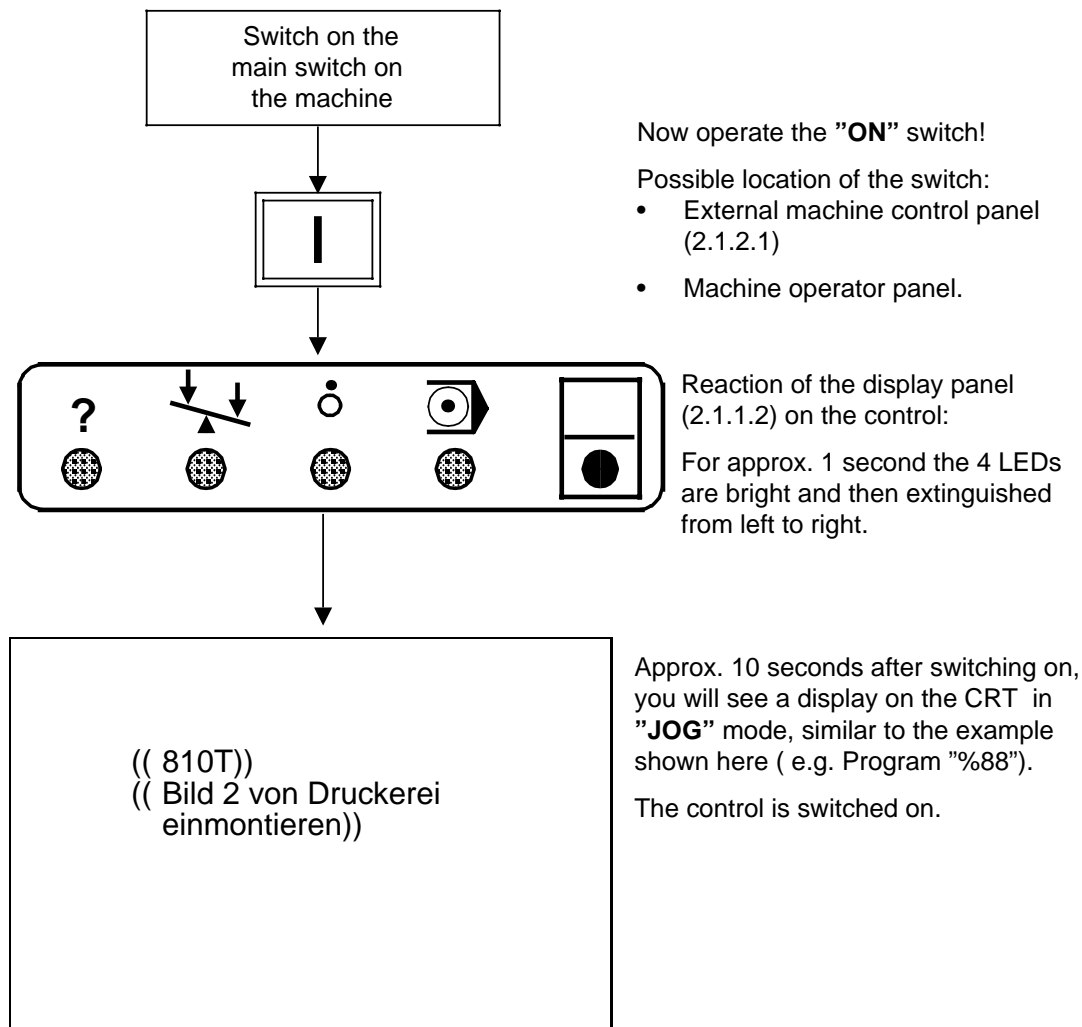 Switch on the
main switch on
the machine
Now operate the ”ON” switch!
Possible location of the switch:
• External machine control panel
(2.1.2.1)
• Machine operator panel.
I
?
Reaction of the display panel
(2.1.1.2) on the control:
For approx. 1 second the 4 LEDs
are bright and then extinguished
from left to right.
(( 810T))
(( Bild 2 von Druckerei
einmontieren))
Approx. 10 seconds after switching on,
you will see a display on the CRT in
”JOG” mode, similar to the example
shown here ( e.g. Program ”%88”).
The control is switched on.